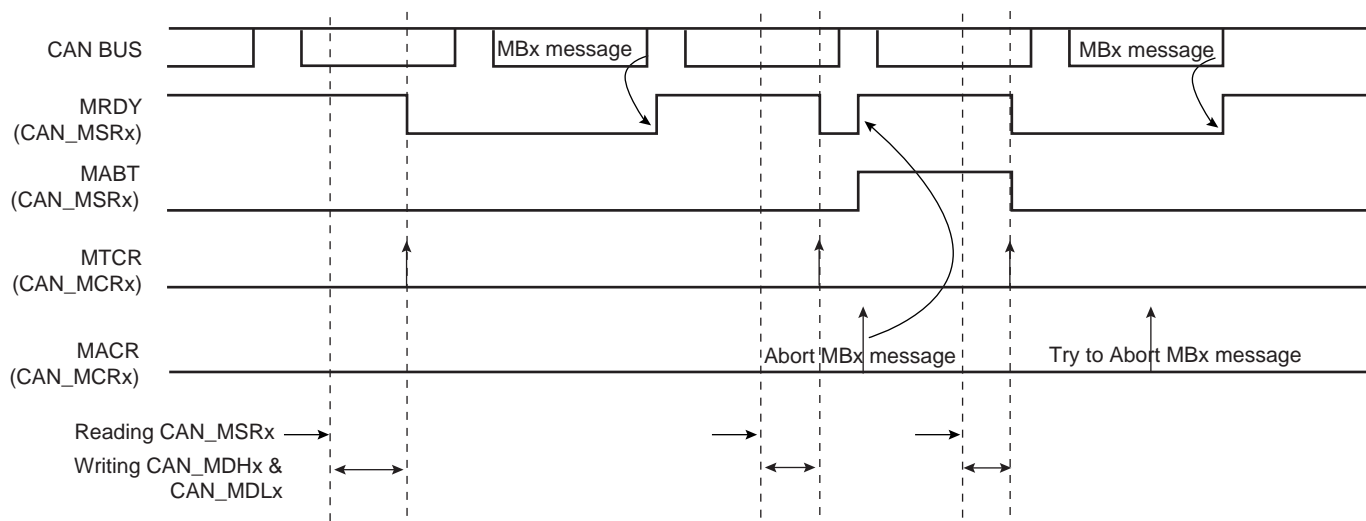 CAN BUS
MBx message
MBx message
MRDY
(CAN_MSRx)
MABT
(CAN_MSRx)
MTCR
(CAN_MCRx)
MACR
(CAN_MCRx)
Abort MBx message
Try to Abort MBx message
Reading CAN_MSRx
Writing CAN_MDHx &
CAN_MDLx